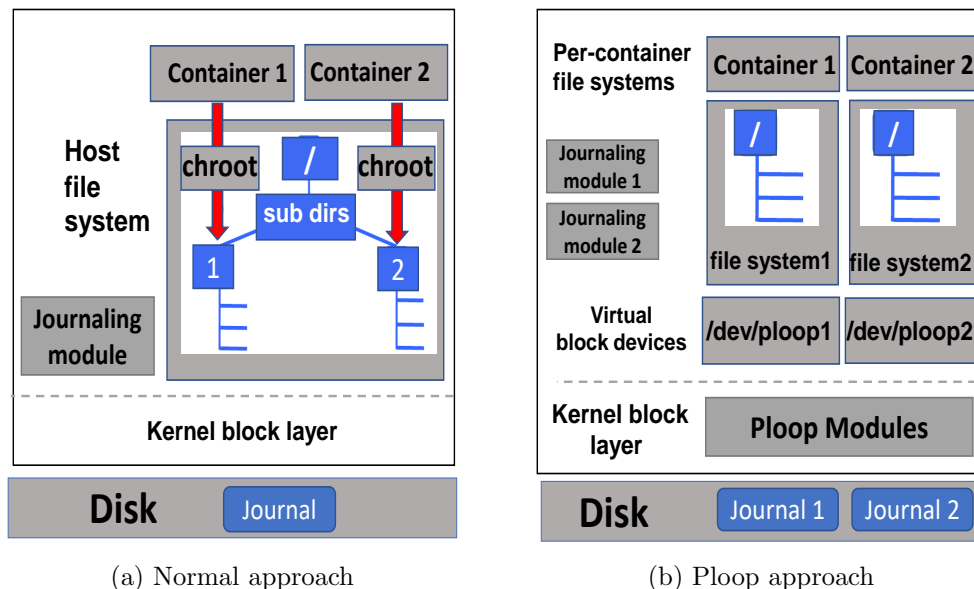 Container 1
Container 2
Host
file
system
chroot
/
chroot
sub dirs
1
2
Journaling
module
Kernel block layer
Disk
Journal
(a) Normal approach
Per-container
file systems
Container 1
Container 2
/
/
Journaling
module 1
Journaling
module 2
file system1
file system2
Virtual
block devices
/dev/ploop1
/dev/ploop2
Kernel block
layer
Ploop Modules
Disk
Journal 1
Journal 2
(b) Ploop approach